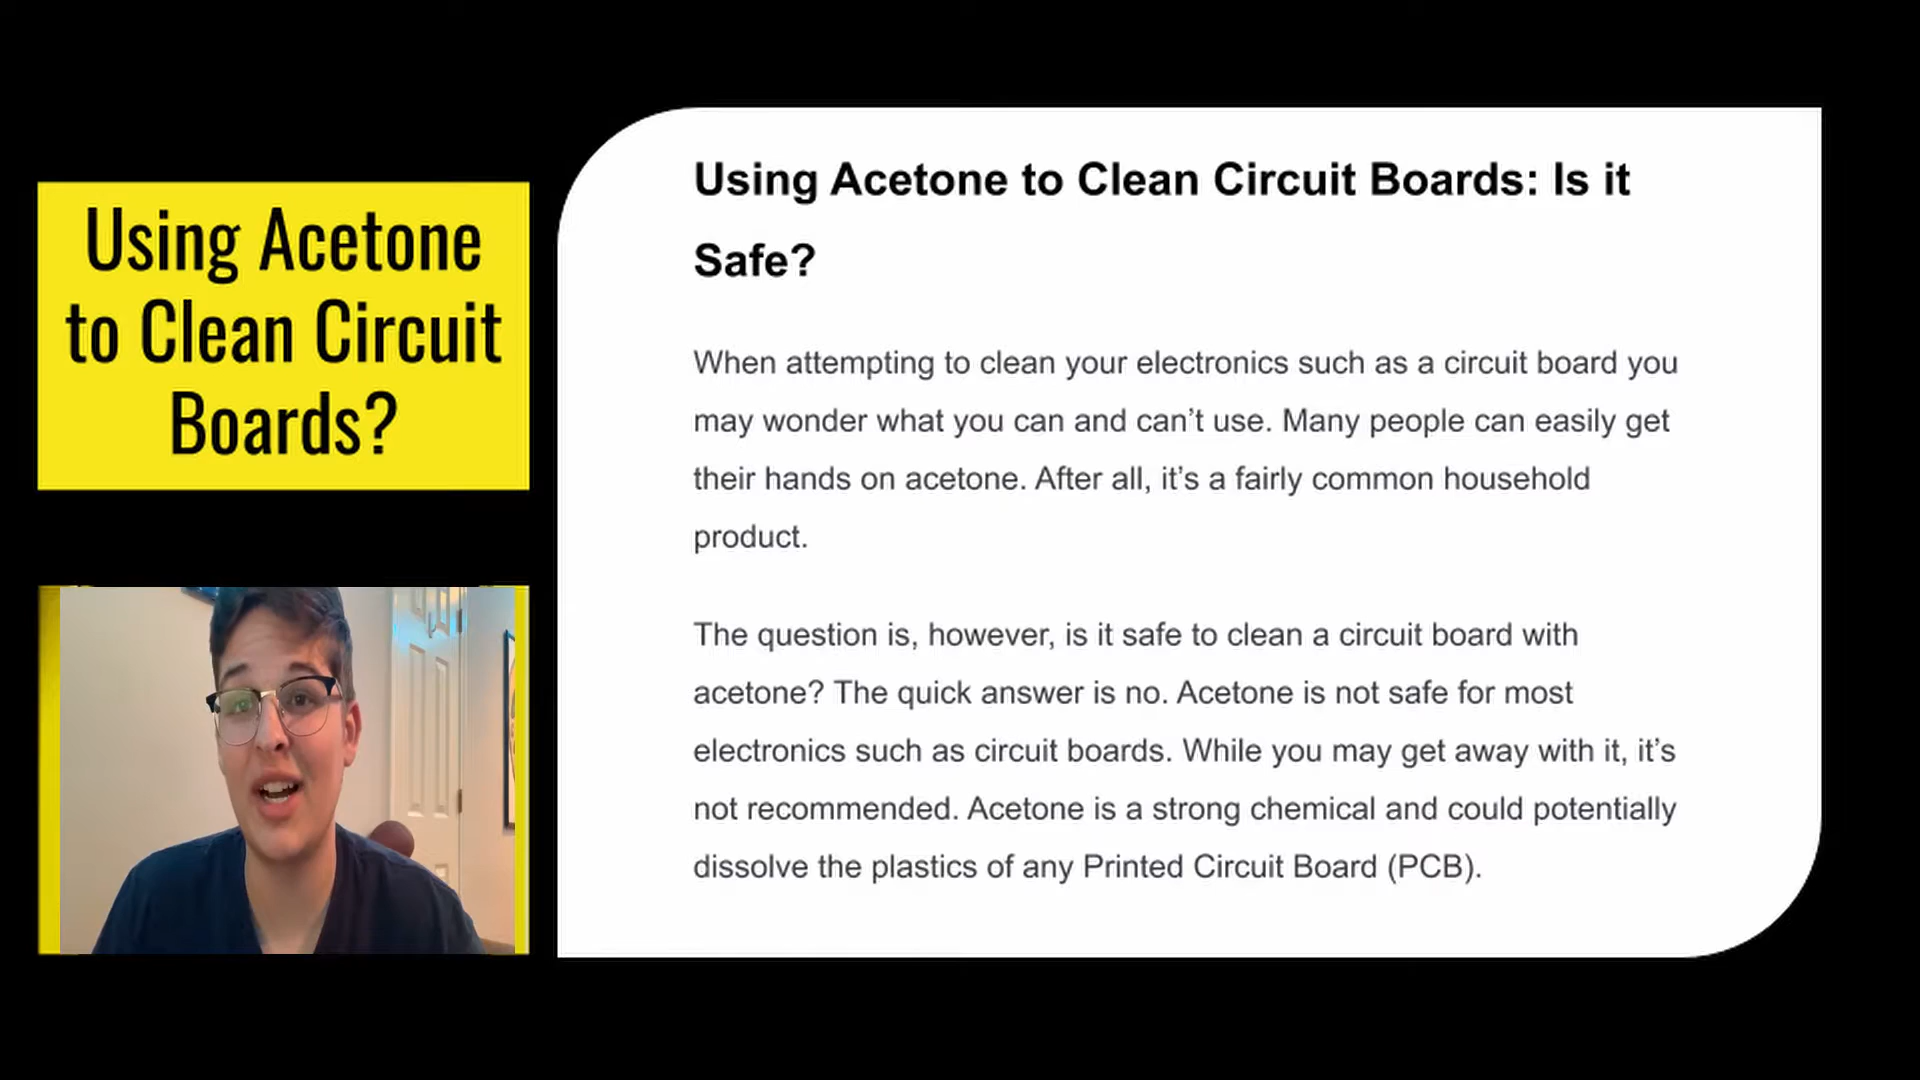 Using Acetone
to Clean Circuit
Boards?
Using Acetone to Clean Circuit Boards: Is it
Safe?
When attempting to clean your electronics such as a circuit board you
may wonder what you can and can’t use. Many people can easily get
their hands on acetone. After all, it’s a fairly common household
product.
The question is, however, is it safe to clean a circuit board with
acetone? The quick answer is no. Acetone is not safe for most
electronics such as circuit boards. While you may get away with it, it’s
not recommended. Acetone is a strong chemical and could potentially
dissolve the plastics of any Printed Circuit Board (PCB).